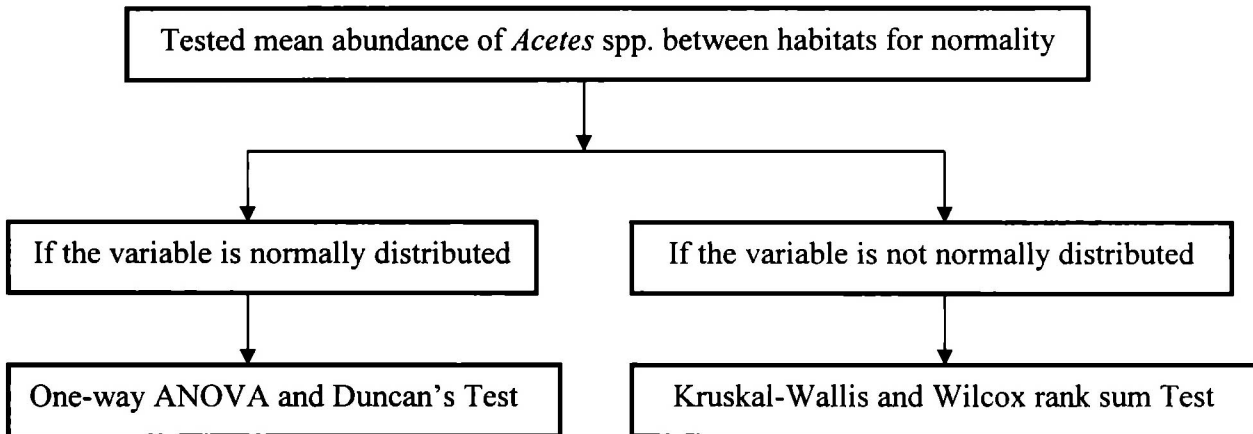 Tested mean abundance of Acetes spp. between habitats for normality
If the variable is normally distributed
If the variable is not normally distributed
One-way ANOVA and Duncan's Test
Kruskal-Wallis and Wilcox rank sum Test